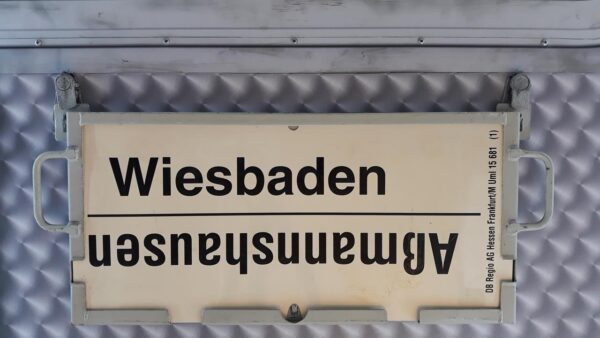 Wiesbaden
Aßmannshausen
DB Regio AG Hessen Frankfurt/M Uml 15 681 (1)